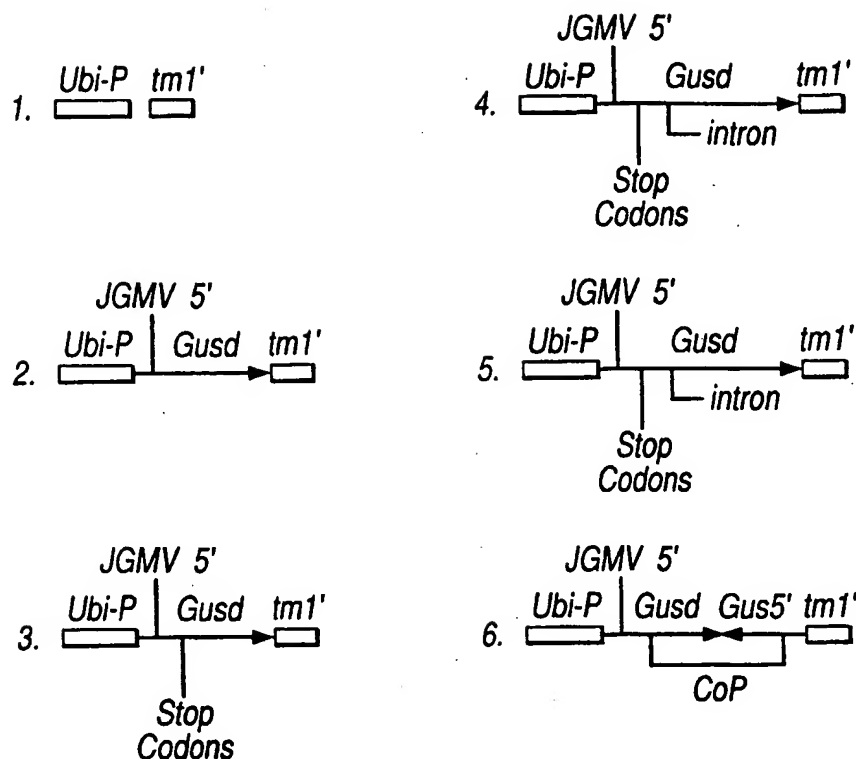 Ubi-P tm1'
1.
JGMV 5'
Ubi-P Gusd tm1'
2.
JGMV 5'
Ubi-P Gusd tm1'
3.
Stop
Codons
JGMV 5'
Ubi-P Gusd tm1'
4.
intron
Stop
Codons
JGMV 5'
Ubi-P Gusd tm1'
5.
intron
Stop
Codons
JGMV 5'
Ubi-P Gusd Gus5' tm1'
6.
CoP